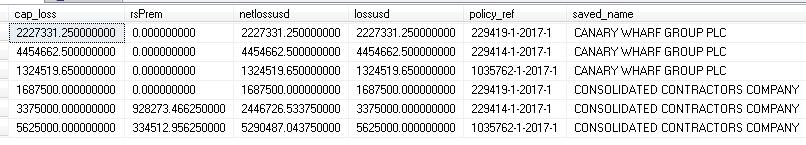 cap_loss rsPrem netlossusd lossusd policy_ref saved_name
2227331.250000000 0.000000000 2227331.250000000 2227331.250000000 229419-1-2017-1 CANARY WHARF GROUP PLC
4454662.500000000 0.000000000 4454662.500000000 4454662.500000000 229414-1-2017-1 CANARY WHARF GROUP PLC
1324519.650000000 0.000000000 1324519.650000000 1324519.650000000 1035762-1-2017-1 CANARY WHARF GROUP PLC
1687500.000000000 0.000000000 1687500.000000000 1687500.000000000 229419-1-2017-1 CONSOLIDATED CONTRACTORS COMPANY
3375000.000000000 928273.466250000 2446726.533750000 3375000.000000000 229414-1-2017-1 CONSOLIDATED CONTRACTORS COMPANY
5625000.000000000 334512.956250000 5290487.043750000 5625000.000000000 1035762-1-2017-1 CONSOLIDATED CONTRACTORS COMPANY